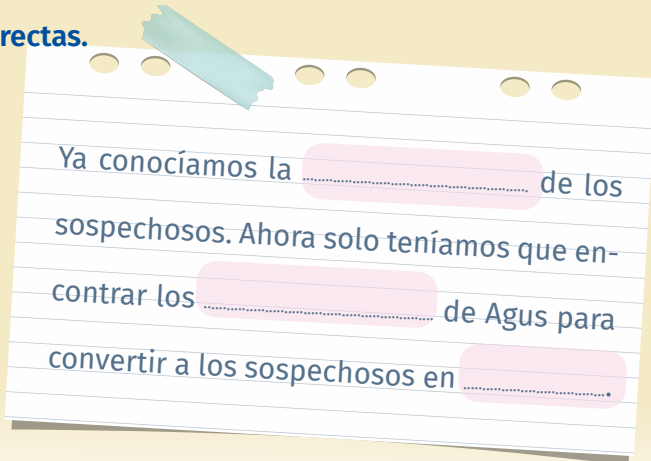 rectas.
Ya conocíamos la ........................ de los
sospechosos. Ahora solo teníamos que en-
contrar los ........................ de Agus para
convertir a los sospechosos en ................